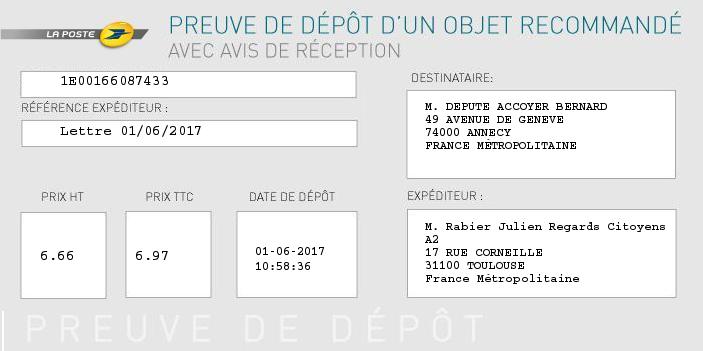 LA POSTE
PREUVE DE DÉPÔT D'UN OBJET RECOMMANDÉ
AVEC AVIS DE RÉCEPTION
1E00166087433
RÉFÉRENCE EXPÉDITEUR :
Lettre 01/06/2017
DESTINATAIRE:
M. DEPUTE ACCOYER BERNARD
49 AVENUE DE GENEVE
74000 ANNECY
FRANCE MÉTROPOLITAINE
PRIX HT
6.66
PRIX TTC
6.97
DATE DE DÉPÔT
01-06-2017
10:58:36
EXPÉDITEUR :
M. Rabier Julien Regards Citoyens
A2
17 RUE CORNEILLE
31100 TOULOUSE
France Métropolitaine
PREUVE DE DÉPÔT